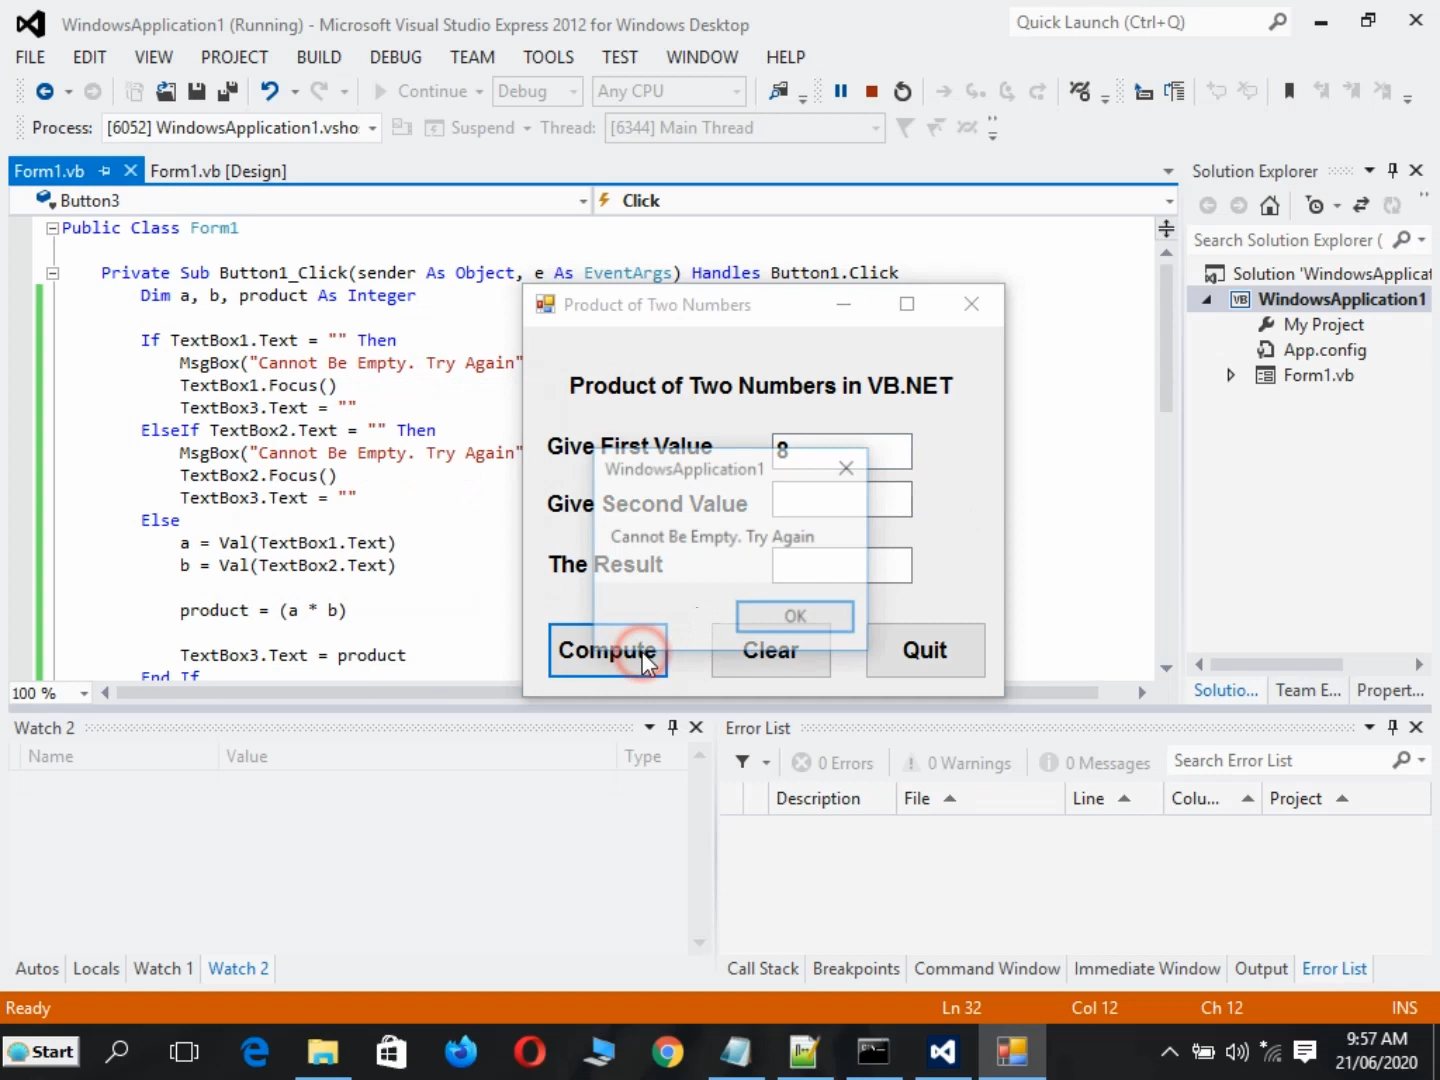 WindowsApplication1 (Running) - Microsoft Visual Studio Express 2012 for Windows Desktop
Quick Launch (Ctrl+Q)
FILE EDIT VIEW PROJECT BUILD DEBUG TEAM TOOLS TEST WINDOW HELP
Continue Debug Any CPU
Process: [6052] WindowsApplication1.vsho Suspend Thread: [6344] Main Thread
Form1.vb Form1.vb [Design]
Button3 Click
Public Class Form1
Private Sub Button1_Click(sender As Object, e As EventArgs) Handles Button1.Click
Dim a, b, product As Integer
If TextBox1.Text = "" Then
MsgBox("Cannot Be Empty. Try Again"
TextBox1.Focus()
TextBox3.Text = ""
ElseIf TextBox2.Text = "" Then
MsgBox("Cannot Be Empty. Try Again"
TextBox2.Focus()
TextBox3.Text = ""
Else
a = Val(TextBox1.Text)
b = Val(TextBox2.Text)
product = (a * b)
TextBox3.Text = product
End If
100 %
Product of Two Numbers
Product of Two Numbers in VB.NET
Give First Value 8
Give Second Value
The Result
Compute Clear Quit
WindowsApplication1
Cannot Be Empty. Try Again
OK
Solution Explorer
Search Solution Explorer (
Solution 'WindowsApplicat
VB WindowsApplication1
My Project
App.config
Form1.vb
Solutio... Team E... Propert...
Watch 2
Name Value Type
Autos Locals Watch 1 Watch 2
Error List
0 Errors 0 Warnings 0 Messages Search Error List
Description File Line Colu... Project
Call Stack Breakpoints Command Window Immediate Window Output Error List
Ready Ln 32 Col 12 Ch 12 INS
Start
9:57 AM
21/06/2020